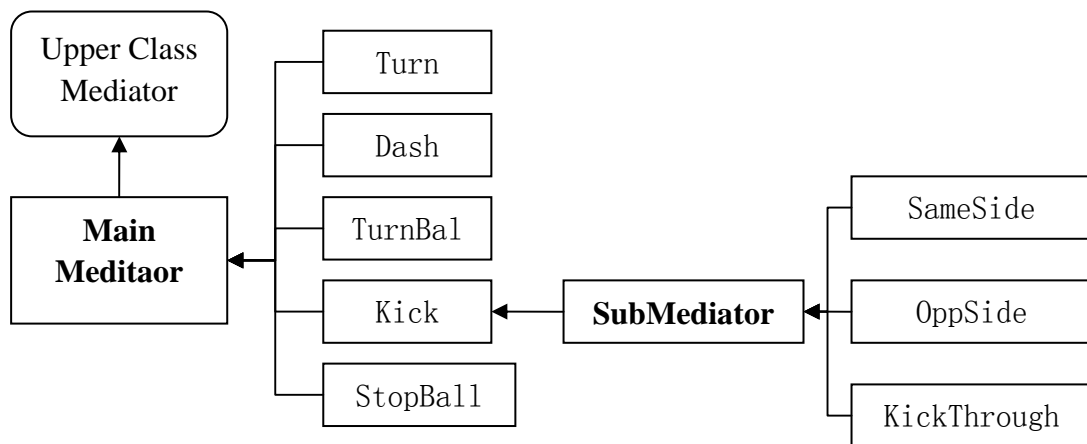 Upper Class
Mediator
Main
Meditaor
Turn
Dash
TurnBal
Kick
StopBall
SubMediator
SameSide
OppSide
KickThrough